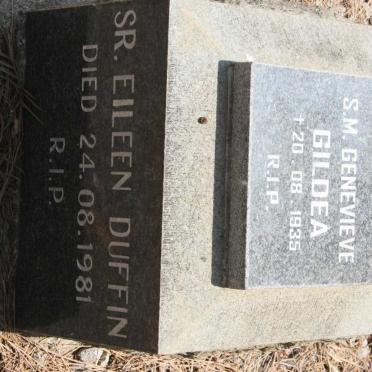 S.M. GENEVIEVE
GILDEA
+ 20. 08. 1935
R.I.P.
SR. EILEEN DUFFIN
DIED 24.08.1981
R.I.P.